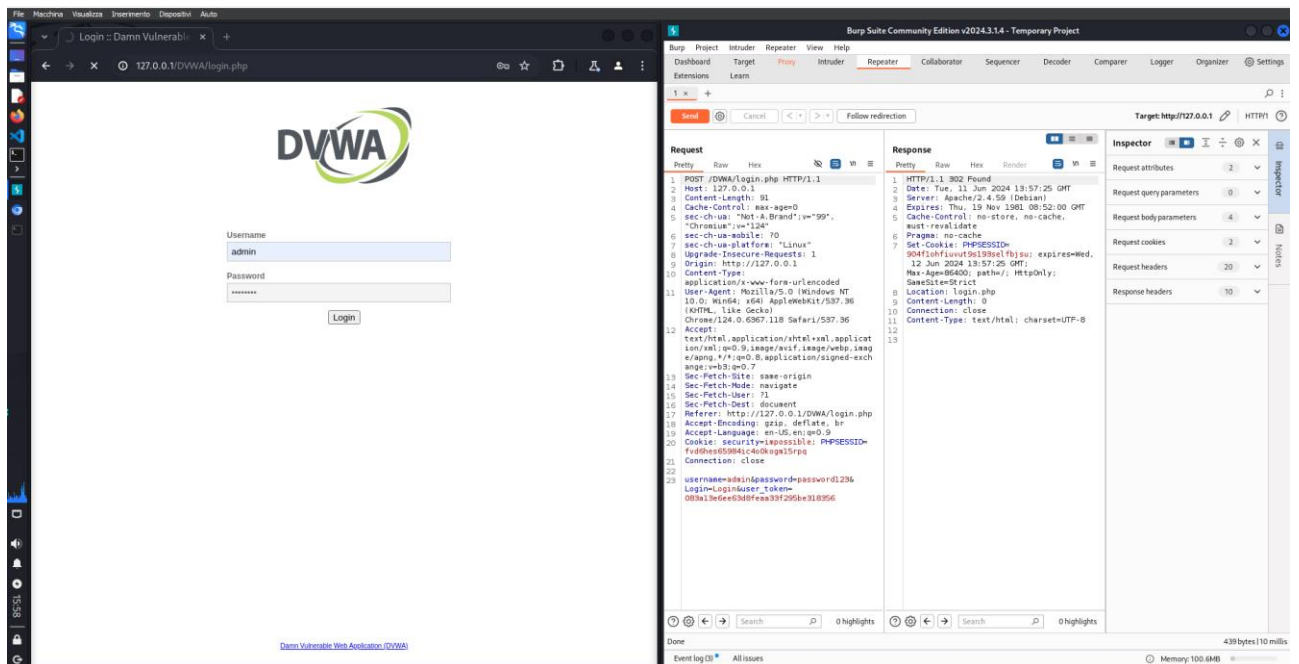 File Macchina Visualizza Inserimento Dispositivi Aiuto
Login :: Damn Vulnerable
127.0.0.1/DVWA/login.php
DVWA
Username
admin
Password
••••••••
Login
Damn Vulnerable Web Application (DVWA)
15:58
Burp Suite Community Edition v2024.3.1.4 - Temporary Project
Burp Project Intruder Repeater View Help
Dashboard Target Proxy Intruder Repeater Collaborator Sequencer Decoder Comparer Logger Organizer Settings
Extensions Learn
1 × +
Send Cancel < > Follow redirection Target: http://127.0.0.1 HTTP/1
Request
Pretty Raw Hex
1 POST /DVWA/login.php HTTP/1.1
2 Host: 127.0.0.1
3 Content-Length: 91
4 Cache-Control: max-age=0
5 sec-ch-ua: "Not-A.Brand";v="99",
"Chromium";v="124"
6 sec-ch-ua-mobile: ?0
7 sec-ch-ua-platform: "Linux"
8 Upgrade-Insecure-Requests: 1
9 Origin: http://127.0.0.1
10 Content-Type:
application/x-www-form-urlencoded
11 User-Agent: Mozilla/5.0 (Windows NT
10.0; Win64; x64) AppleWebKit/537.36
(KHTML, like Gecko)
Chrome/124.0.6367.118 Safari/537.36
12 Accept:
text/html,application/xhtml+xml,applicat
ion/xml;q=0.9,image/avif,image/webp,imag
e/apng,*/*;q=0.8,application/signed-exch
ange;v=b3;q=0.7
13 Sec-Fetch-Site: same-origin
14 Sec-Fetch-Mode: navigate
15 Sec-Fetch-User: ?1
16 Sec-Fetch-Dest: document
17 Referer: http://127.0.0.1/DVWA/login.php
18 Accept-Encoding: gzip, deflate, br
19 Accept-Language: en-US,en;q=0.9
20 Cookie: security=impossible; PHPSESSID=
fvd6hes65984ic4o0kogm15rpq
21 Connection: close
22
23 username=admin&password=password123&
Login=Login&user_token=
083a13e6ee63d8feaa33f295be318356
Search 0 highlights
Response
Pretty Raw Hex Render
1 HTTP/1.1 302 Found
2 Date: Tue, 11 Jun 2024 13:57:25 GMT
3 Server: Apache/2.4.59 (Debian)
4 Expires: Thu, 19 Nov 1981 08:52:00 GMT
5 Cache-Control: no-store, no-cache,
must-revalidate
6 Pragma: no-cache
7 Set-Cookie: PHPSESSID=
904f1ohfiuvut9s193selfbjsu; expires=Wed,
12 Jun 2024 13:57:25 GMT;
Max-Age=86400; path=/; HttpOnly;
SameSite=Strict
8 Location: login.php
9 Content-Length: 0
10 Connection: close
11 Content-Type: text/html; charset=UTF-8
12
13
Search 0 highlights
Inspector
Request attributes 2
Request query parameters 0
Request body parameters 4
Request cookies 2
Request headers 20
Response headers 10
Inspector
Notes
Done 439 bytes | 10 millis
Event log (3) All issues Memory: 100.6MB